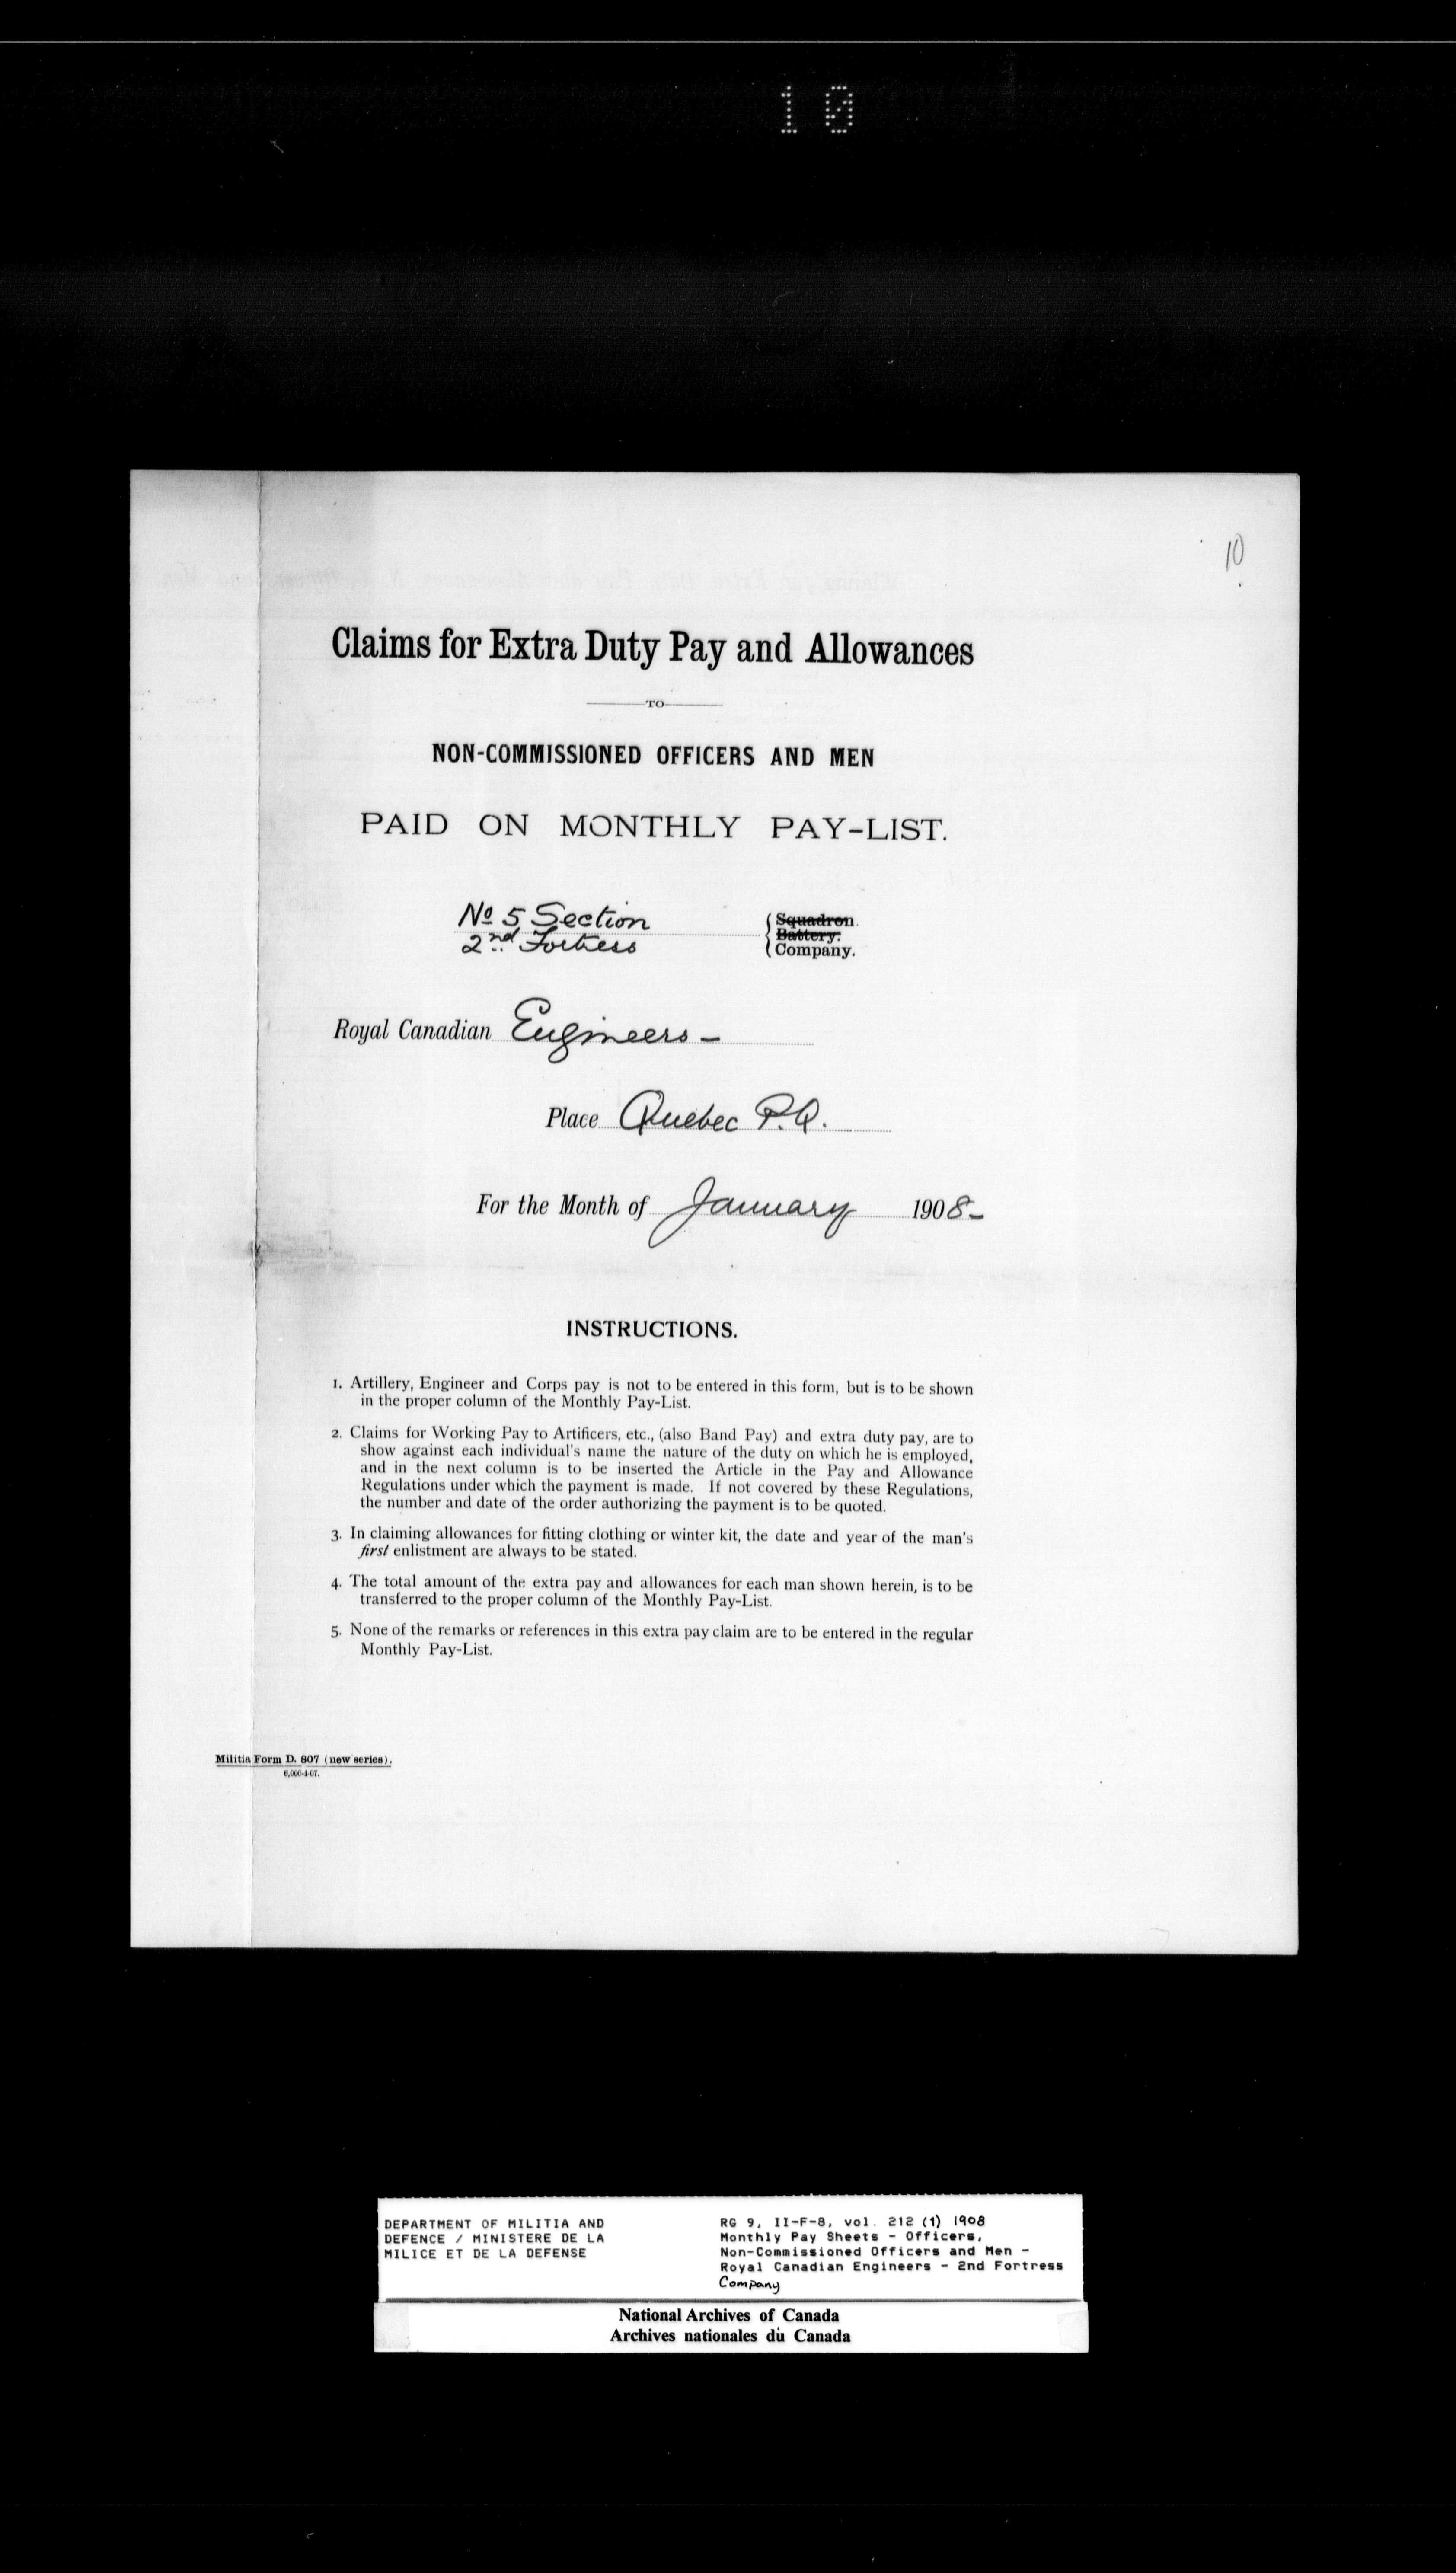 10
10
Claims for Extra Duty Pay and Allowances
TO
NON-COMMISSIONED OFFICERS AND MEN
PAID ON MONTHLY PAY-LIST.
Nº 5 Section
2nd Fortress
Squadron.
Battery.
Company.
Royal Canadian Engineers -
Place Quebec P.Q.
For the Month of January 1908-
INSTRUCTIONS.
1. Artillery, Engineer and Corps pay is not to be entered in this form, but is to be shown
in the proper column of the Monthly Pay-List.
2. Claims for Working Pay to Artificers, etc., (also Band Pay) and extra duty pay, are to
show against each individual's name the nature of the duty on which he is employed,
and in the next column is to be inserted the Article in the Pay and Allowance
Regulations under which the payment is made. If not covered by these Regulations,
the number and date of the order authorizing the payment is to be quoted.
3. In claiming allowances for fitting clothing or winter kit, the date and year of the man's
first enlistment are always to be stated.
4. The total amount of the extra pay and allowances for each man shown herein, is to be
transferred to the proper column of the Monthly Pay-List.
5. None of the remarks or references in this extra pay claim are to be entered in the regular
Monthly Pay-List.
Militia Form D. 807 (new series).
DEPARTMENT OF MILITIA AND
DEFENCE / MINISTERE DE LA
MILICE ET DE LA DEFENSE
RG 9, II-F-8, vol. 212 (1) 1908
Monthly Pay Sheets - Officers,
Non-Commissioned Officers and Men -
Royal Canadian Engineers - 2nd Fortress
Company
National Archives of Canada
Archives nationales du Canada